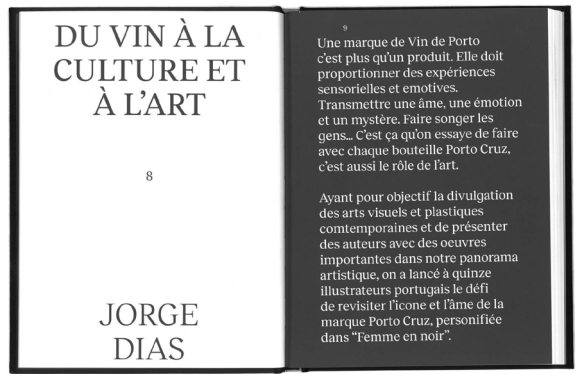 DU VIN À LA
CULTURE ET
À L'ART
8
JORGE
DIAS
9
Une marque de Vin de Porto
c'est plus qu'un produit. Elle doit
proportionner des expériences
sensorielles et emotives.
Transmettre une âme, une émotion
et un mystère. Faire songer les
gens... C'est ça qu'on essaye de faire
avec chaque bouteille Porto Cruz,
c'est aussi le rôle de l'art.
Ayant pour objectif la divulgation
des arts visuels et plastiques
comtemporaines et de présenter
des auteurs avec des oeuvres
importantes dans notre panorama
artistique, on a lancé à quinze
illustrateurs portugais le défi
de revisiter l'icone et l'âme de la
marque Porto Cruz, personifiée
dans "Femme en noir".